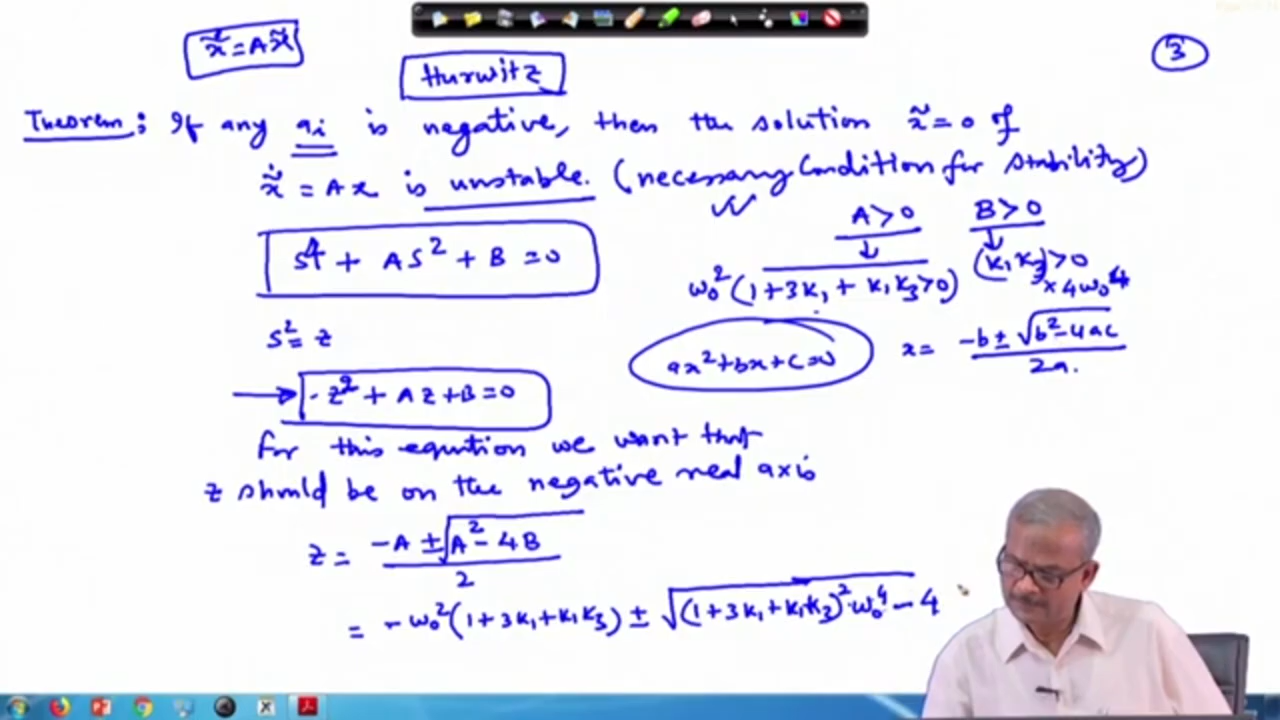 ẋ̃ = Ax̃
3
Hurwitz
Theorem: If any ai is negative, then the solution x̃=0 of
ẋ̃ = Ax is unstable. (necessary Condition for Stability)
A>0 B>0
S⁴ + AS² + B = 0
ω₀²(1+3K₁+K₁K₃>0) (K₁K₃)>0
×4ω₀⁴
S²=z
ax²+bx+c=0 x= (-b±√(b²-4ac))/2a.
z²+Az+B=0
for this eqution we want that
z should be on the negative real axis
z = (-A ± √(A²-4B))/2
= -ω₀²(1+3K₁+K₁K₃) ± √((1+3K₁+K₁K₃)²·ω₀⁴-4